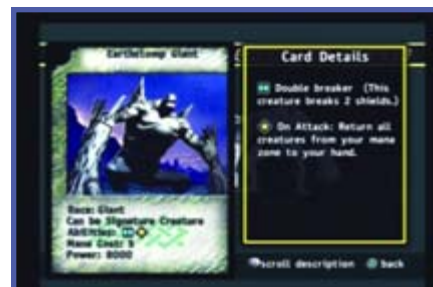 Earthstomp Giant
Race: Giant
Can be Signature Creature
Abilities:
Mana Cost: 5
Power: 8000
Card Details
Double breaker (This
creature breaks 2 shields.)
On Attack: Return all
creatures from your mana
zone to your hand.
scroll description
back